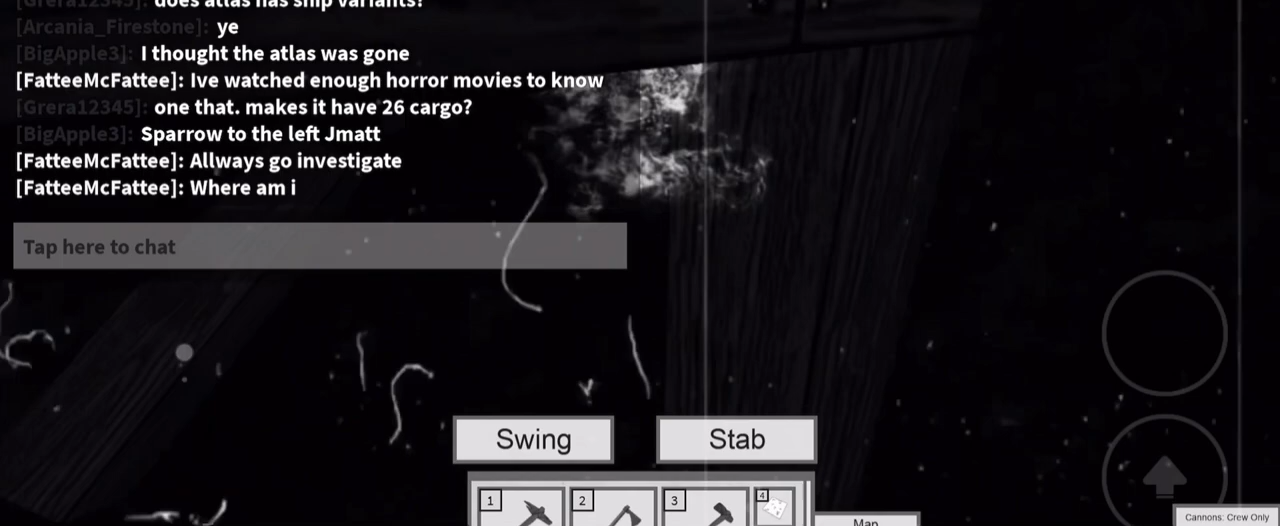 [Grera12345]: does atlas has ship variants?
[Arcania_Firestone]: ye
[BigApple3]: I thought the atlas was gone
[FatteeMcFattee]: Ive watched enough horror movies to know
[Grera12345]: one that. makes it have 26 cargo?
[BigApple3]: Sparrow to the left Jmatt
[FatteeMcFattee]: Allways go investigate
[FatteeMcFattee]: Where am i
Tap here to chat
Swing
Stab
1
2
3
4
Map
Cannons: Crew Only